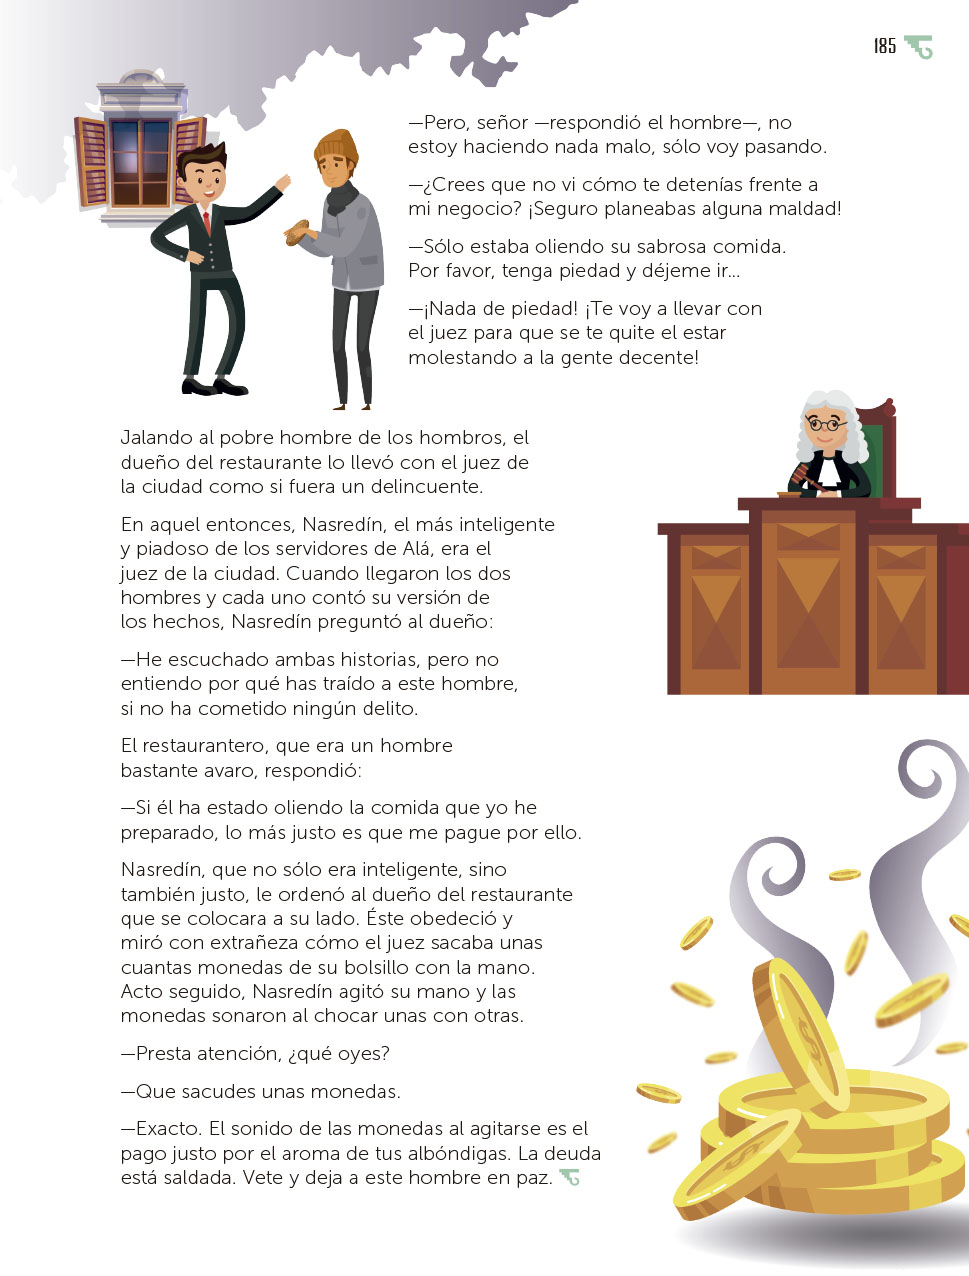 185
—Pero, señor —respondió el hombre—, no
estoy haciendo nada malo, sólo voy pasando.
—¿Crees que no vi cómo te detenías frente a
mi negocio? ¡Seguro planeabas alguna maldad!
—Sólo estaba oliendo su sabrosa comida.
Por favor, tenga piedad y déjeme ir...
—¡Nada de piedad! ¡Te voy a llevar con
el juez para que se te quite el estar
molestando a la gente decente!
Jalando al pobre hombre de los hombros, el
dueño del restaurante lo llevó con el juez de
la ciudad como si fuera un delincuente.
En aquel entonces, Nasredín, el más inteligente
y piadoso de los servidores de Alá, era el
juez de la ciudad. Cuando llegaron los dos
hombres y cada uno contó su versión de
los hechos, Nasredín preguntó al dueño:
—He escuchado ambas historias, pero no
entiendo por qué has traído a este hombre,
si no ha cometido ningún delito.
El restaurantero, que era un hombre
bastante avaro, respondió:
—Si él ha estado oliendo la comida que yo he
preparado, lo más justo es que me pague por ello.
Nasredín, que no sólo era inteligente, sino
también justo, le ordenó al dueño del restaurante
que se colocara a su lado. Éste obedeció y
miró con extrañeza cómo el juez sacaba unas
cuantas monedas de su bolsillo con la mano.
Acto seguido, Nasredín agitó su mano y las
monedas sonaron al chocar unas con otras.
—Presta atención, ¿qué oyes?
—Que sacudes unas monedas.
—Exacto. El sonido de las monedas al agitarse es el
pago justo por el aroma de tus albóndigas. La deuda
está saldada. Vete y deja a este hombre en paz.